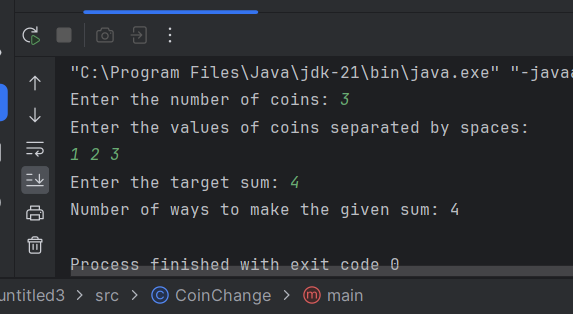 "C:\Program Files\Java\jdk-21\bin\java.exe" "-java
Enter the number of coins: 3
Enter the values of coins separated by spaces:
1 2 3
Enter the target sum: 4
Number of ways to make the given sum: 4
Process finished with exit code 0
untitled3 > src > CoinChange > main